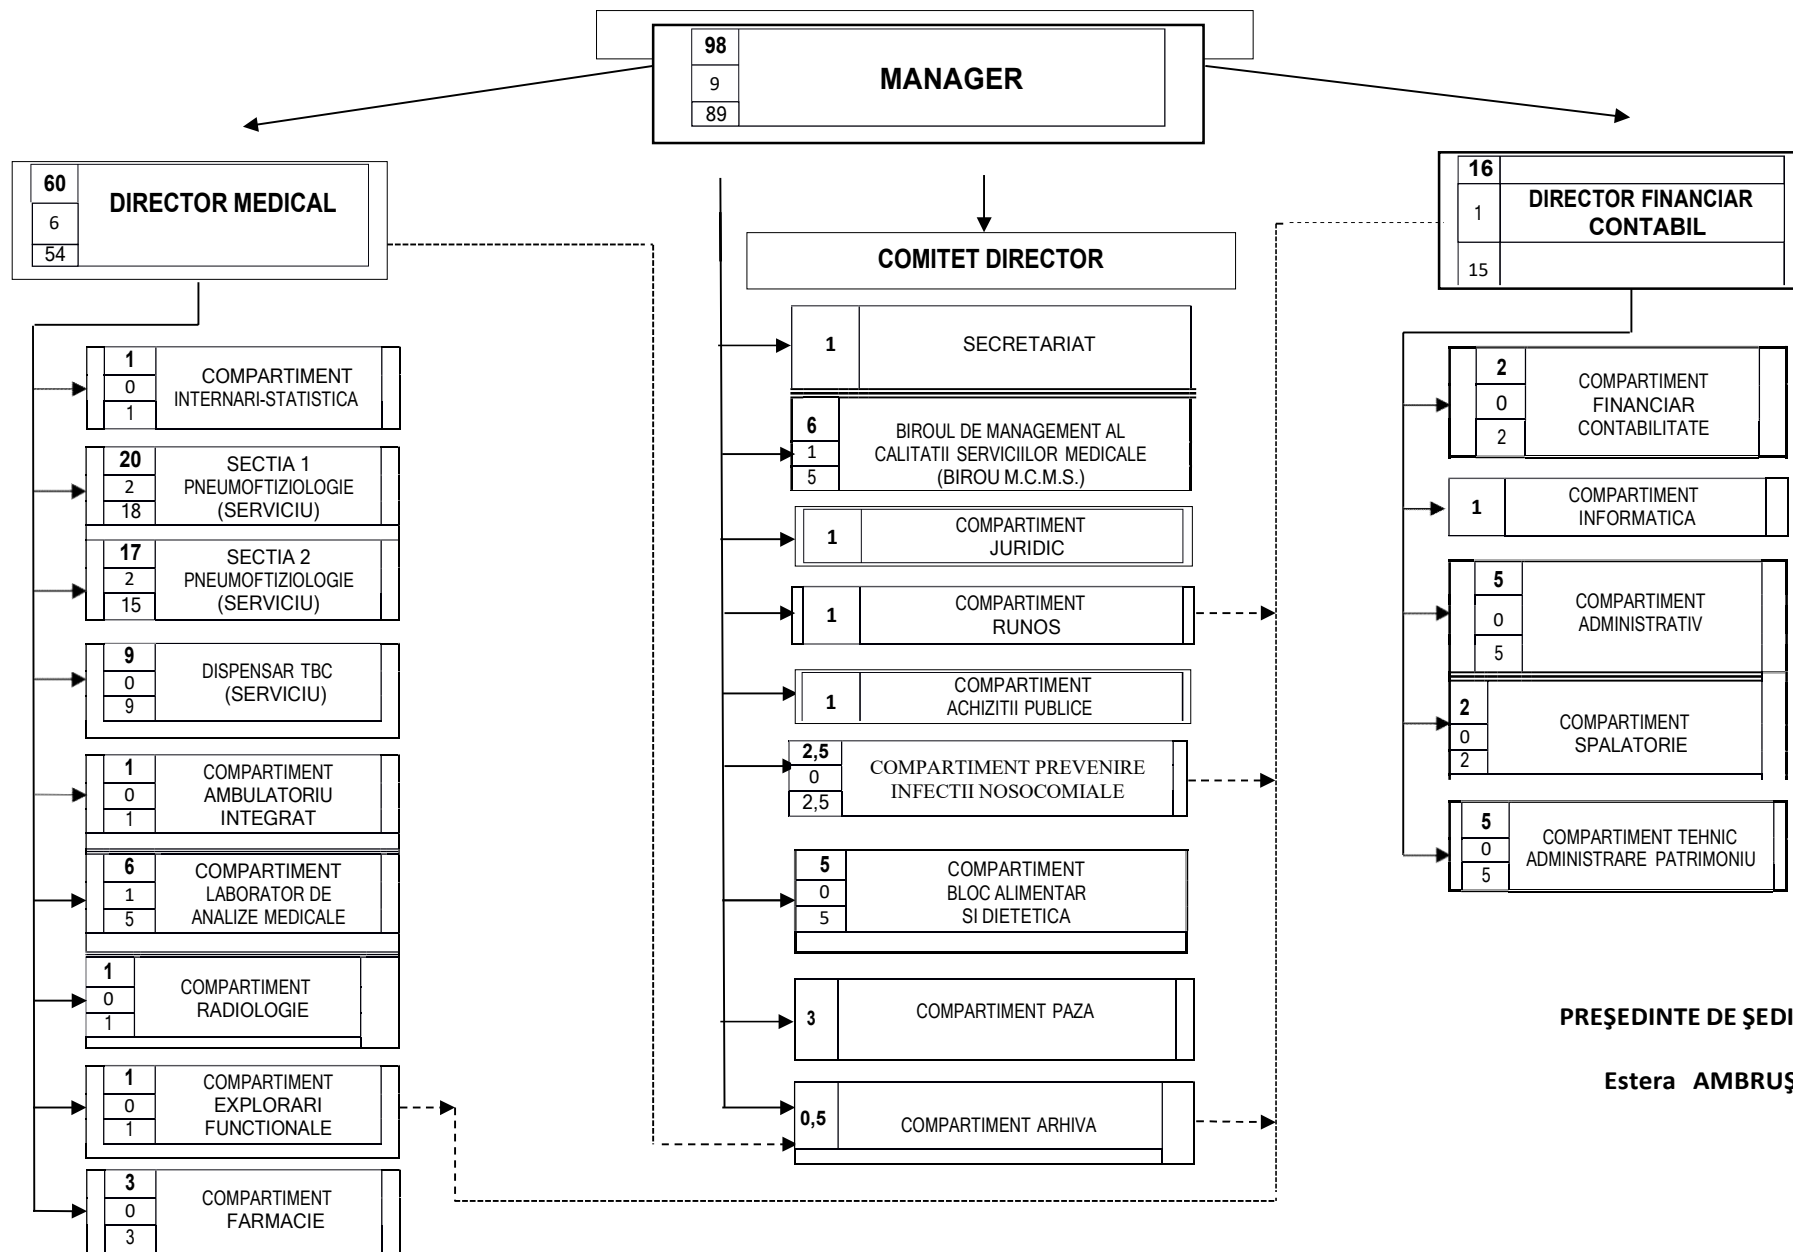 98
9
89
MANAGER
60
6
54
DIRECTOR MEDICAL
16
1
15
DIRECTOR FINANCIAR
CONTABIL
COMITET DIRECTOR
1
0
1
COMPARTIMENT
INTERNARI-STATISTICA
20
2
18
SECTIA 1
PNEUMOFTIZIOLOGIE
(SERVICIU)
17
2
15
SECTIA 2
PNEUMOFTIZIOLOGIE
(SERVICIU)
9
0
9
DISPENSAR TBC
(SERVICIU)
1
0
1
COMPARTIMENT
AMBULATORIU
INTEGRAT
6
1
5
COMPARTIMENT
LABORATOR DE
ANALIZE MEDICALE
1
0
1
COMPARTIMENT
RADIOLOGIE
1
0
1
COMPARTIMENT
EXPLORARI
FUNCTIONALE
3
0
3
COMPARTIMENT
FARMACIE
1
SECRETARIAT
6
1
5
BIROUL DE MANAGEMENT AL
CALITATII SERVICIILOR MEDICALE
(BIROU M.C.M.S.)
1
COMPARTIMENT
JURIDIC
1
COMPARTIMENT
RUNOS
1
COMPARTIMENT
ACHIZITII PUBLICE
2,5
0
2,5
COMPARTIMENT PREVENIRE
INFECTII NOSOCOMIALE
5
0
5
COMPARTIMENT
BLOC ALIMENTAR
SI DIETETICA
3
COMPARTIMENT PAZA
0,5
COMPARTIMENT ARHIVA
2
0
2
COMPARTIMENT
FINANCIAR
CONTABILITATE
1
COMPARTIMENT
INFORMATICA
5
0
5
COMPARTIMENT
ADMINISTRATIV
2
0
2
COMPARTIMENT
SPALATORIE
5
0
5
COMPARTIMENT TEHNIC
ADMINISTRARE PATRIMONIU
PREŞEDINTE DE ŞEDI
Estera AMBRUŞ